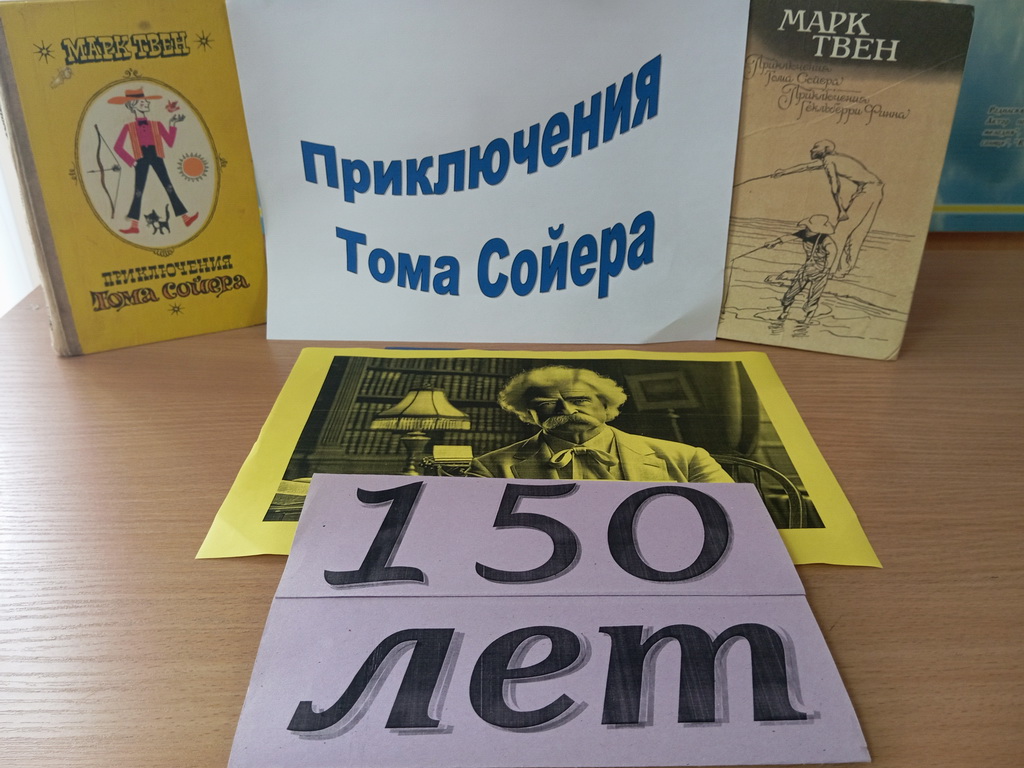 МАРК ТВЕН
ПРИКЛЮЧЕНИЯ
ТОМА СОЙЕРА
Приключения
Тома Сойера
МАРК
ТВЕН
Приключения
Тома Сойера
Приключения
Гекльберри Финна
150
лет